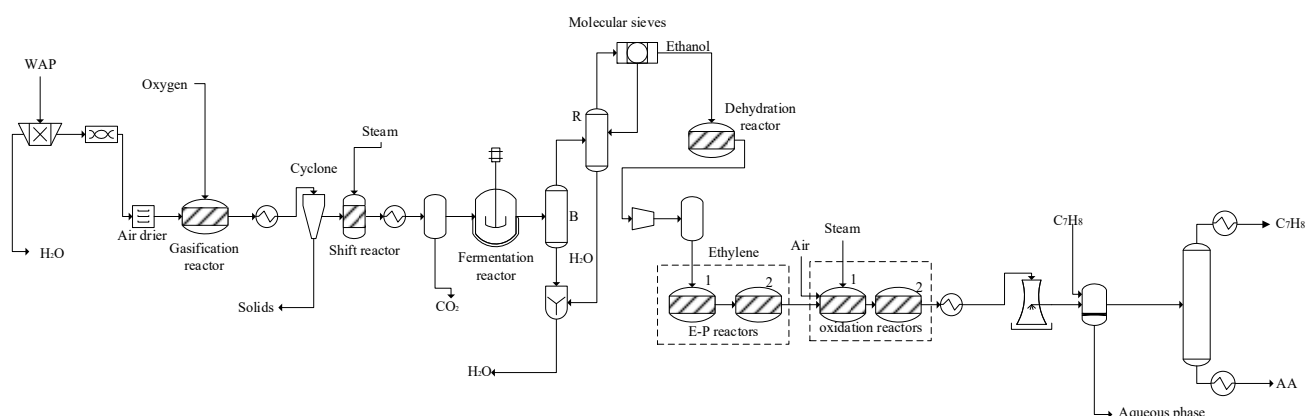 WAP
H₂O
Air drier
Oxygen
Gasification
reactor
Cyclone
Solids
Steam
Shift reactor
CO₂
Fermentation
reactor
B
H₂O
R
H₂O
Molecular sieves
Ethanol
Dehydration
reactor
Ethylene
1
2
E-P reactors
Air
Steam
1
2
oxidation reactors
C7H8
Aqueous phase
C7H8
AA